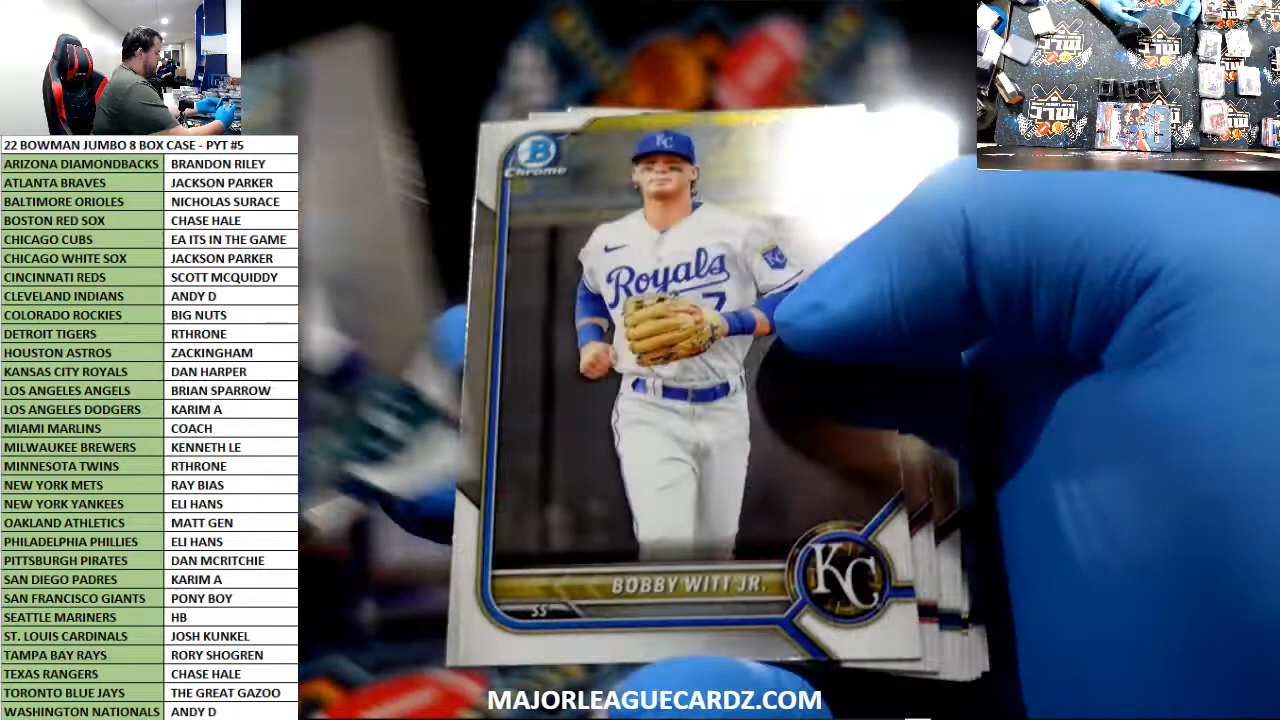 22 BOWMAN JUMBO 8 BOX CASE - PYT #5
ARIZONA DIAMONDBACKS BRANDON RILEY
ATLANTA BRAVES JACKSON PARKER
BALTIMORE ORIOLES NICHOLAS SURACE
BOSTON RED SOX CHASE HALE
CHICAGO CUBS EA ITS IN THE GAME
CHICAGO WHITE SOX JACKSON PARKER
CINCINNATI REDS SCOTT MCQUIDDY
CLEVELAND INDIANS ANDY D
COLORADO ROCKIES BIG NUTS
DETROIT TIGERS RTHRONE
HOUSTON ASTROS ZACKINGHAM
KANSAS CITY ROYALS DAN HARPER
LOS ANGELES ANGELS BRIAN SPARROW
LOS ANGELES DODGERS KARIM A
MIAMI MARLINS COACH
MILWAUKEE BREWERS KENNETH LE
MINNESOTA TWINS RTHRONE
NEW YORK METS RAY BIAS
NEW YORK YANKEES ELI HANS
OAKLAND ATHLETICS MATT GEN
PHILADELPHIA PHILLIES ELI HANS
PITTSBURGH PIRATES DAN MCRITCHIE
SAN DIEGO PADRES KARIM A
SAN FRANCISCO GIANTS PONY BOY
SEATTLE MARINERS HB
ST. LOUIS CARDINALS JOSH KUNKEL
TAMPA BAY RAYS RORY SHOGREN
TEXAS RANGERS CHASE HALE
TORONTO BLUE JAYS THE GREAT GAZOO
WASHINGTON NATIONALS ANDY D
B
Chrome
KC
Royals
7
KC
BOBBY WITT JR.
SS
KC
MAJORLEAGUECARDZ.COM